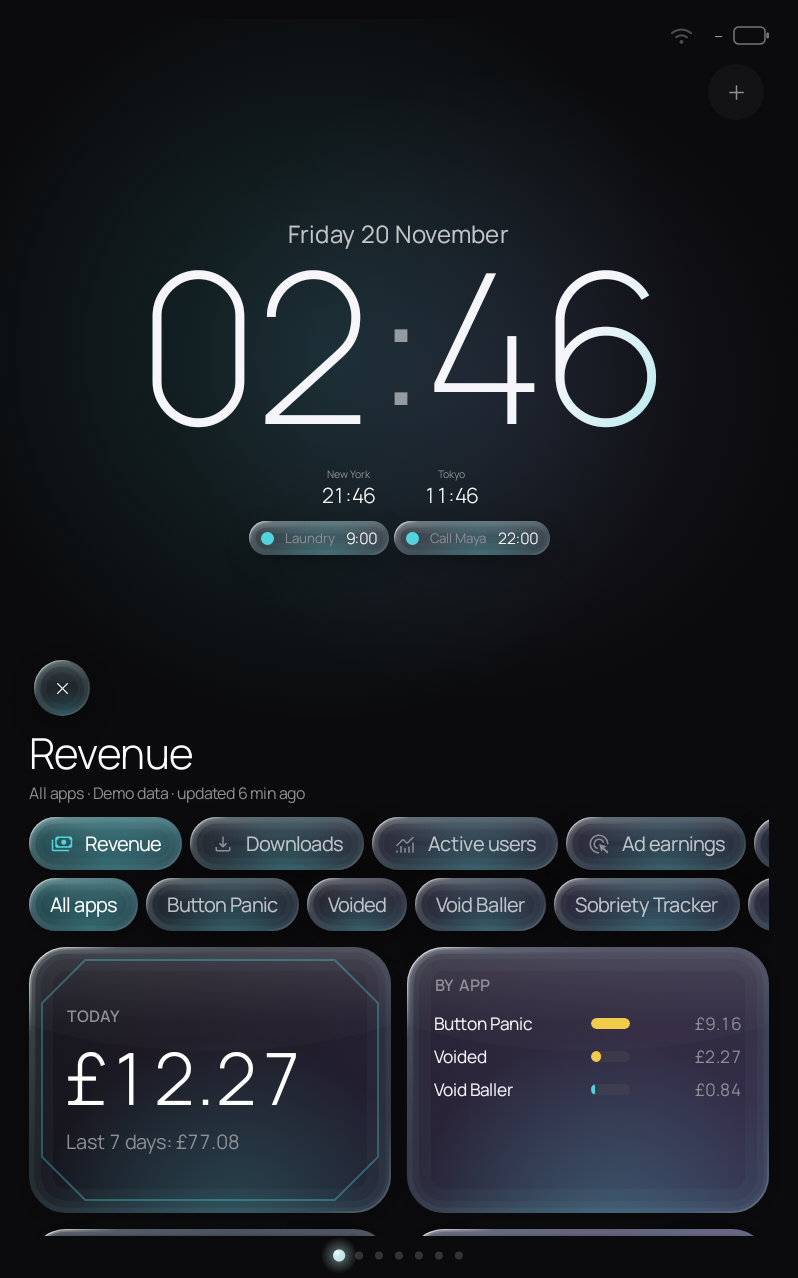 –
+
Friday 20 November
02:46
New York Tokyo
21:46 11:46
Laundry 9:00 Call Maya 22:00
Revenue
All apps · Demo data · updated 6 min ago
Revenue Downloads Active users Ad earnings
All apps Button Panic Voided Void Baller Sobriety Tracker
TODAY
£12.27
Last 7 days: £77.08
BY APP
Button Panic £9.16
Voided £2.27
Void Baller £0.84